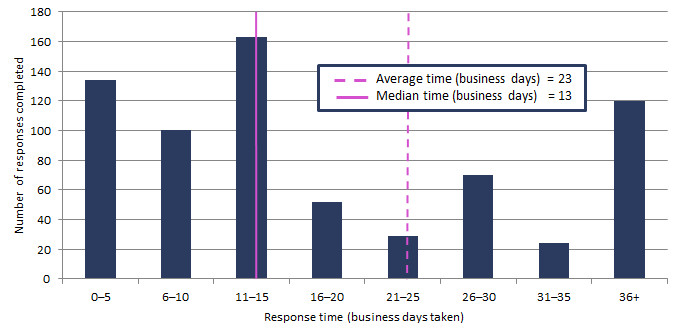 180
160
140
120
100
80
60
40
20
0
Number of responses completed
Average time (business days) = 23
Median time (business days) = 13
0–5 6–10 11–15 16–20 21–25 26–30 31–35 36+
Response time (business days taken)